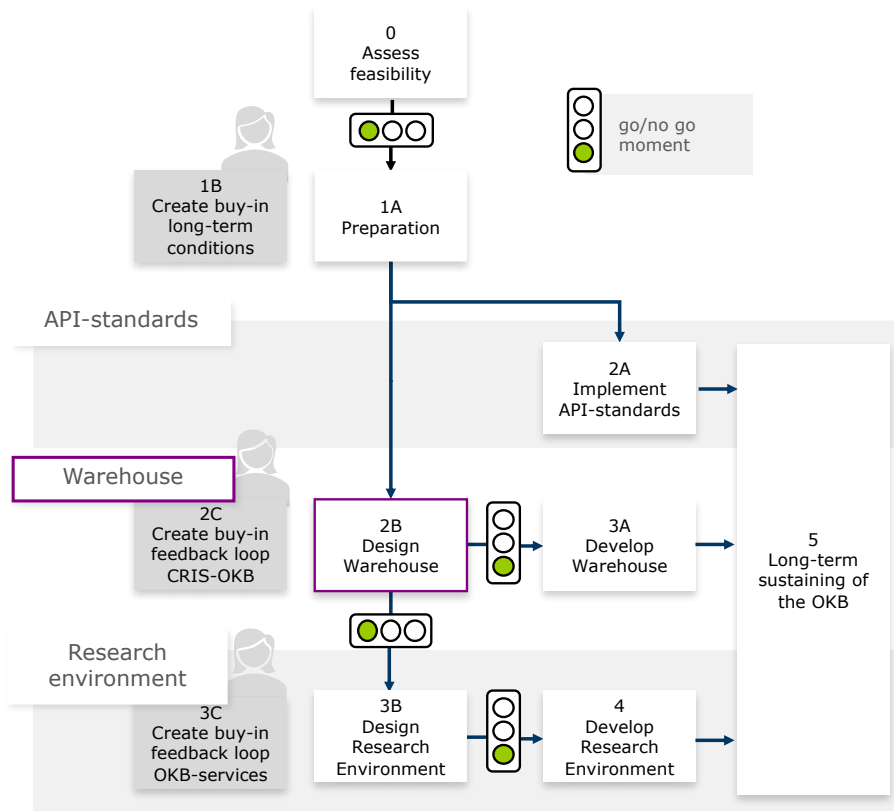 0
Assess
feasibility
go/no go
moment
1B
Create buy-in
long-term
conditions
1A
Preparation
API-standards
2A
Implement
API-standards
Warehouse
2C
Create buy-in
feedback loop
CRIS-OKB
2B
Design
Warehouse
3A
Develop
Warehouse
5
Long-term
sustaining of
the OKB
Research
environment
3C
Create buy-in
feedback loop
OKB-services
3B
Design
Research
Environment
4
Develop
Research
Environment